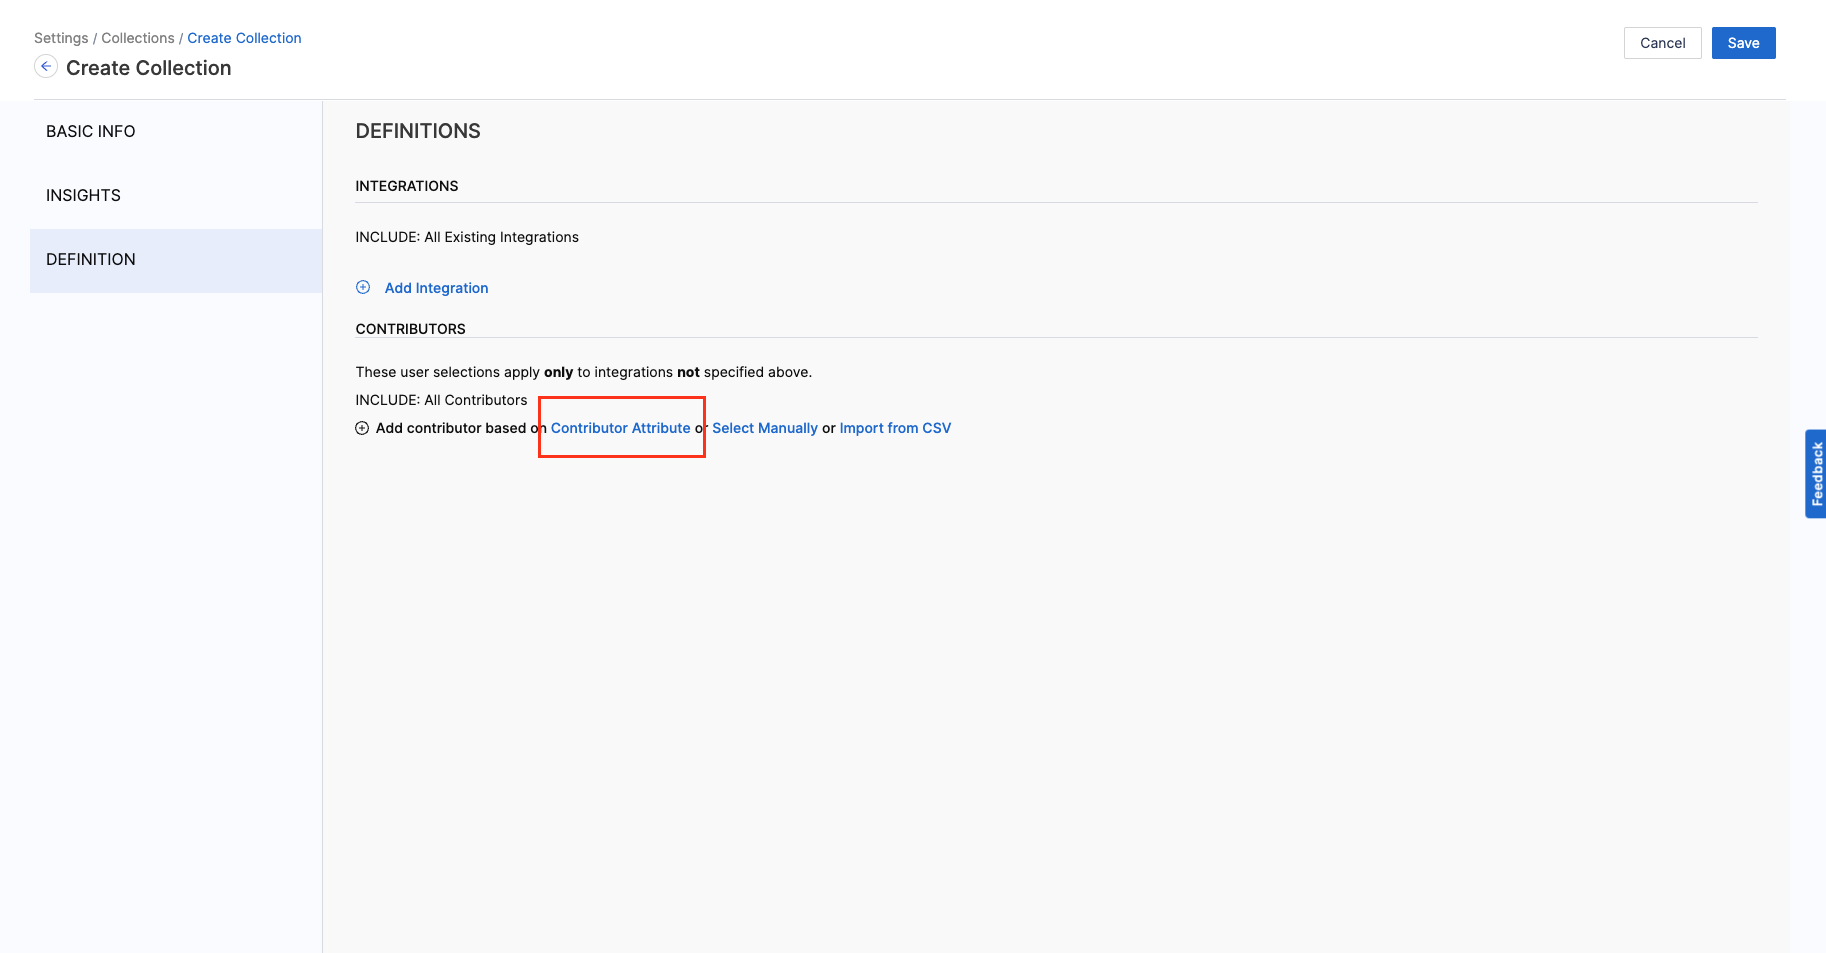 Settings / Collections / Create Collection
Create Collection
Cancel
Save
BASIC INFO
INSIGHTS
DEFINITION
DEFINITIONS
INTEGRATIONS
INCLUDE: All Existing Integrations
Add Integration
CONTRIBUTORS
These user selections apply only to integrations not specified above.
INCLUDE: All Contributors
Add contributor based on Contributor Attribute or Select Manually or Import from CSV
Feedback